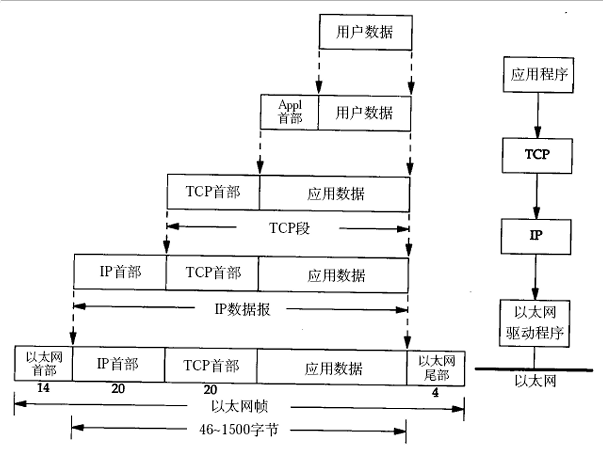 用户数据
Appl
首部
用户数据
应用程序
TCP首部
应用数据
TCP
TCP段
IP首部
TCP首部
应用数据
IP
IP数据报
以太网
驱动程序
以太网
首部
IP首部
TCP首部
应用数据
以太网
尾部
以太网
14
20
20
4
以太网帧
46~1500字节